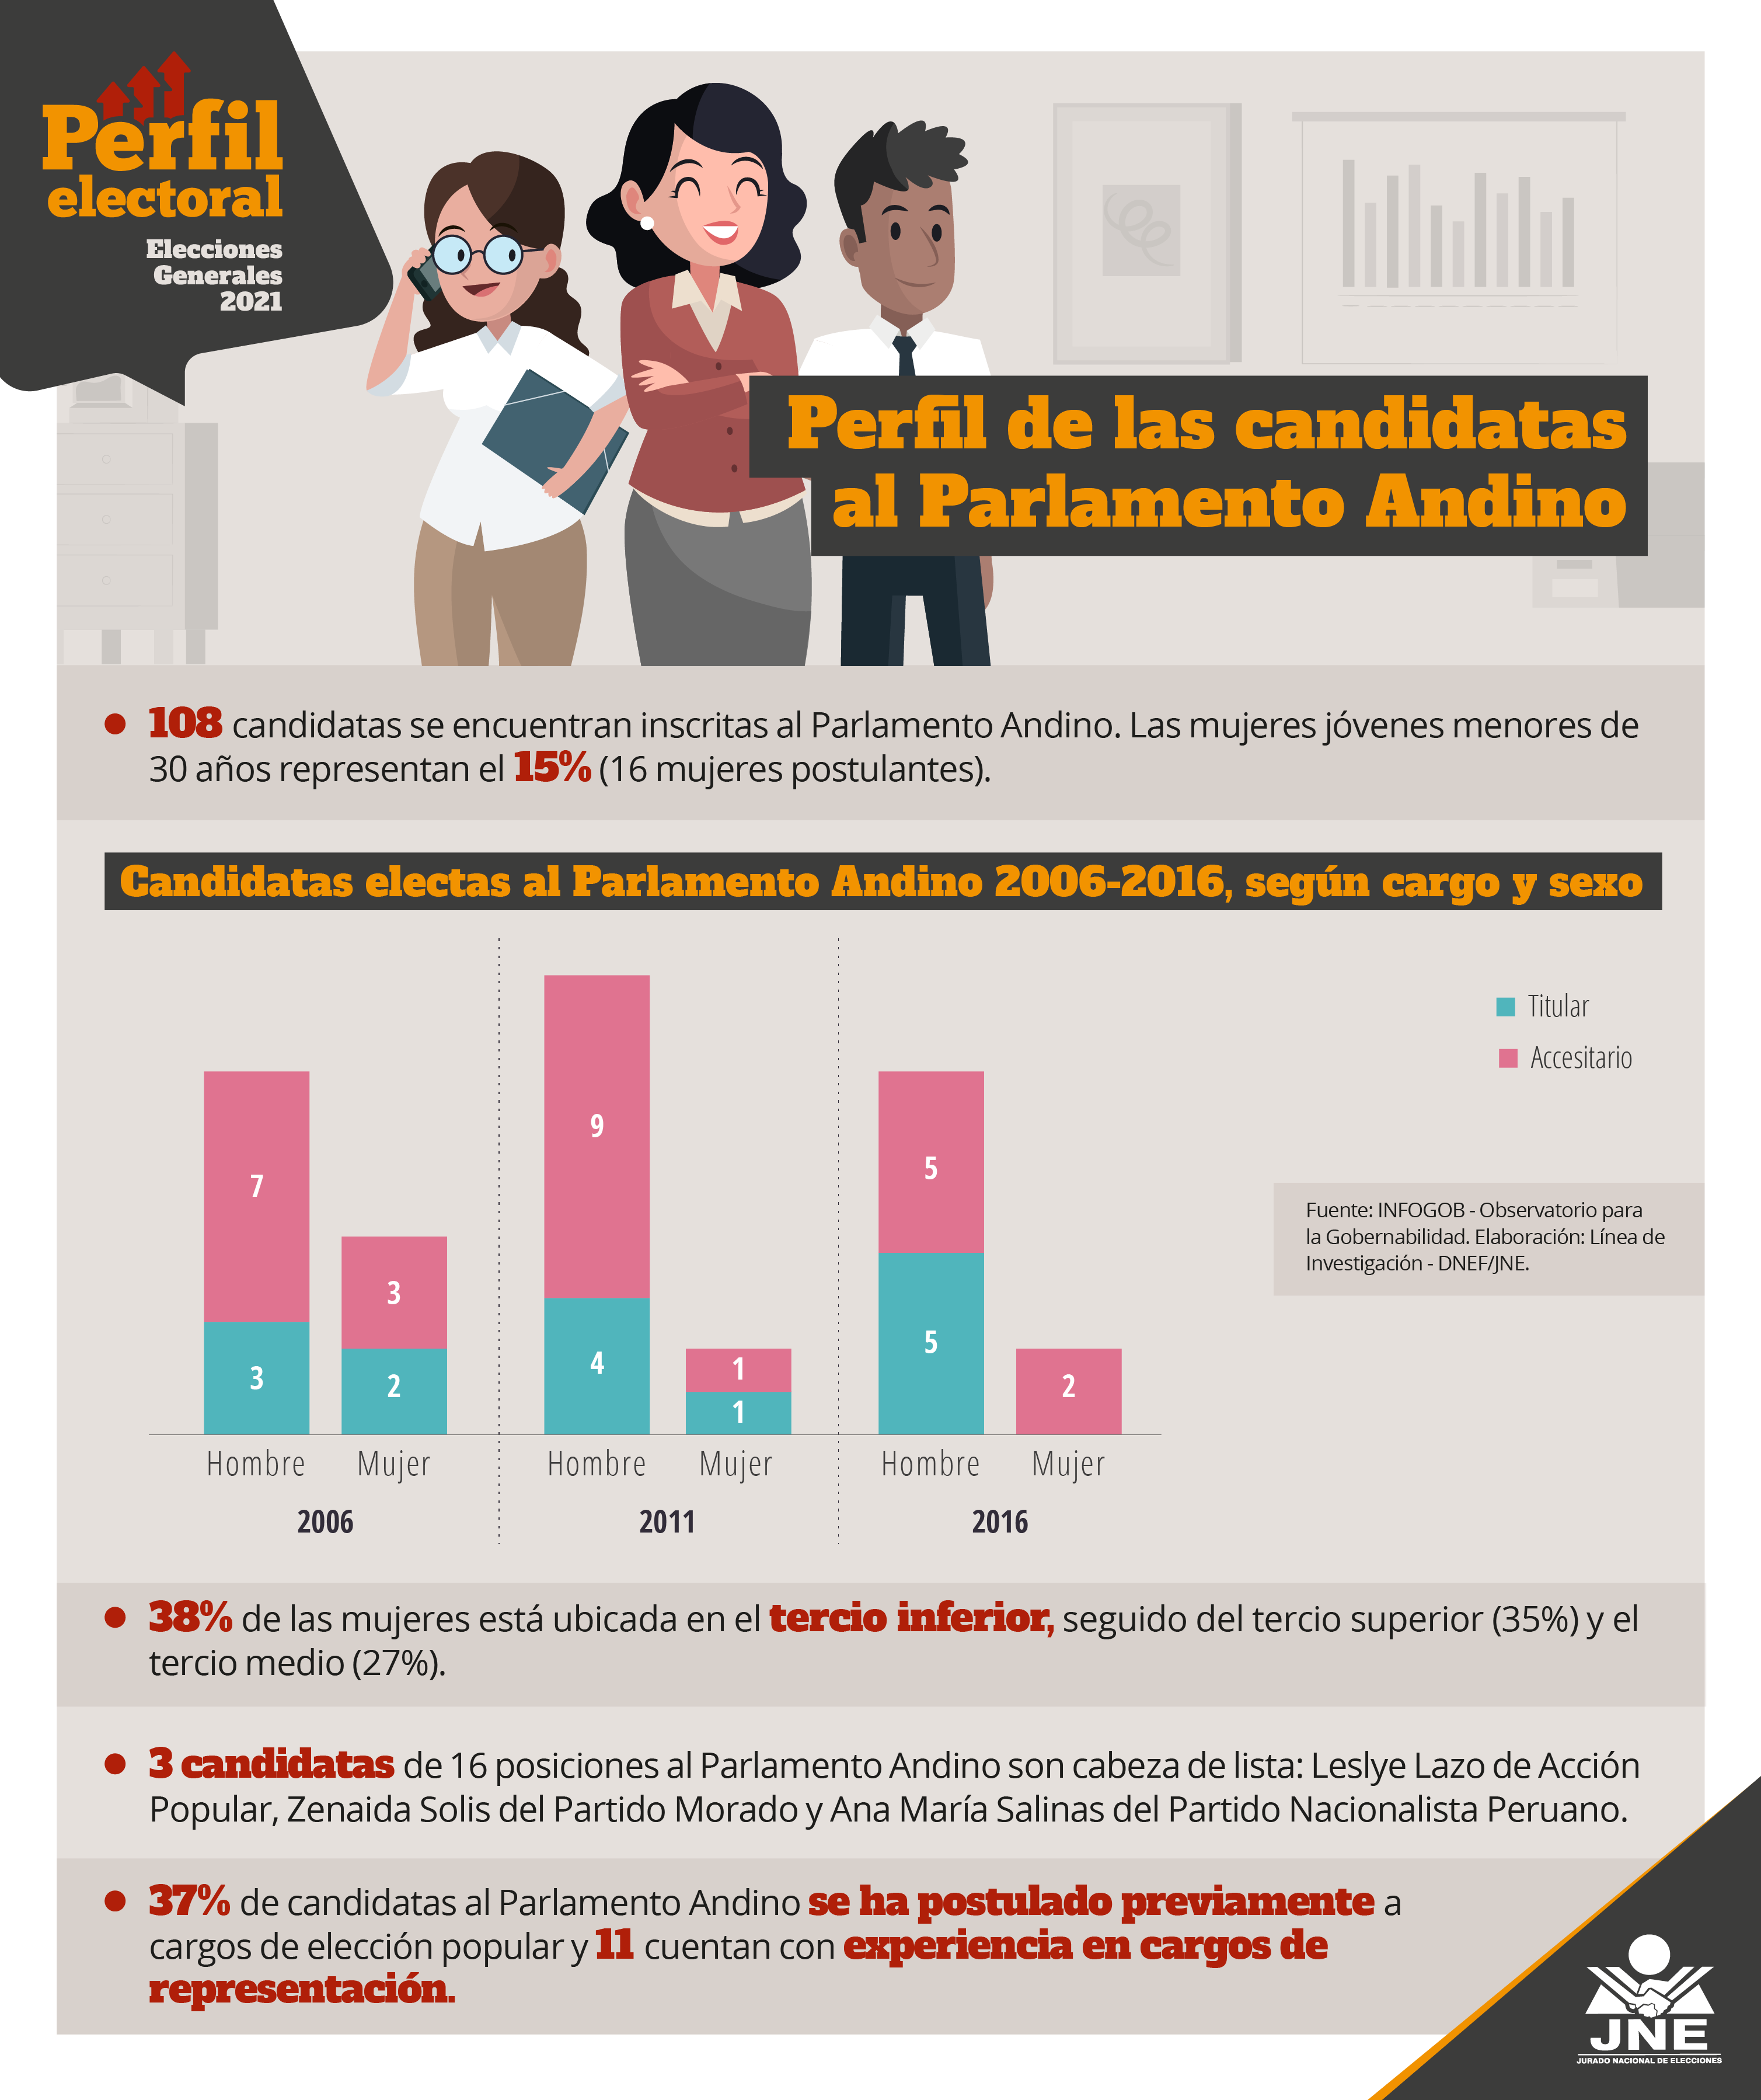 Perfil
electoral
Elecciones
Generales
2021
Perfil de las candidatas
al Parlamento Andino
108 candidatas se encuentran inscritas al Parlamento Andino. Las mujeres jóvenes menores de
30 años representan el 15% (16 mujeres postulantes).
Candidatas electas al Parlamento Andino 2006-2016, según cargo y sexo
Titular
Accesitario
7
3
3
2
9
4
1
1
5
5
2
Fuente: INFOGOB - Observatorio para
la Gobernabilidad. Elaboración: Línea de
Investigación - DNEF/JNE.
Hombre Mujer Hombre Mujer Hombre Mujer
2006 2011 2016
38% de las mujeres está ubicada en el tercio inferior, seguido del tercio superior (35%) y el
tercio medio (27%).
3 candidatas de 16 posiciones al Parlamento Andino son cabeza de lista: Leslye Lazo de Acción
Popular, Zenaida Solis del Partido Morado y Ana María Salinas del Partido Nacionalista Peruano.
37% de candidatas al Parlamento Andino se ha postulado previamente a
cargos de elección popular y 11 cuentan con experiencia en cargos de
representación.
JNE
JURADO NACIONAL DE ELECCIONES